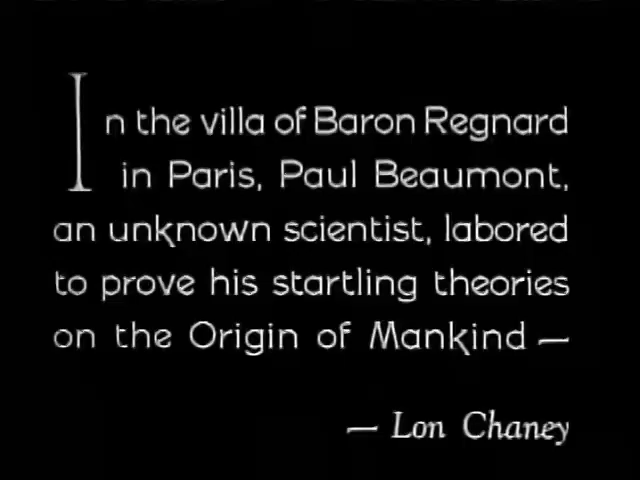 In the villa of Baron Regnard
in Paris, Paul Beaumont,
an unknown scientist, labored
to prove his startling theories
on the Origin of Mankind —
— Lon Chaney